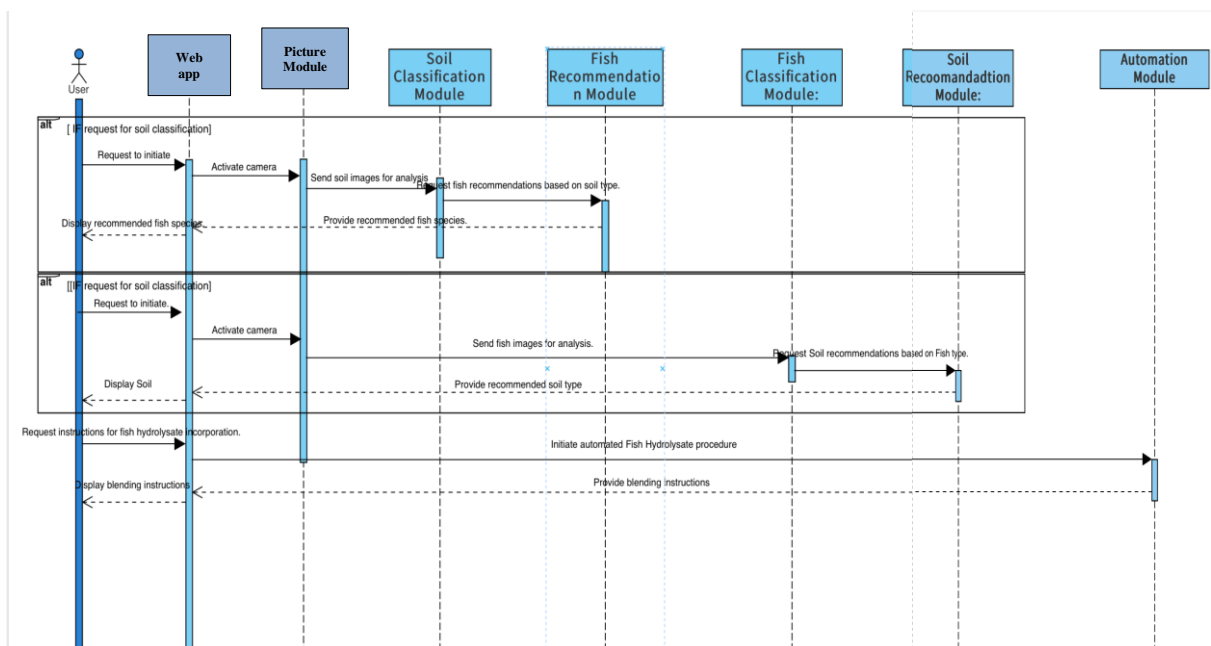 User
Web
app
Picture
Module
Soil
Classification
Module
Fish
Recommendatio
n Module
Fish
Classification
Module:
Soil
Recoomandadtion
Module:
Automation
Module
alt
[ IF request for soil classification]
Request to initiate
Activate camera
Send soil images for analysis
Request fish recommendations based on soil type.
Provide recommended fish species.
Display recommended fish species.
alt
[[IF request for soil classification]
Request to initiate.
Activate camera
Send fish images for analysis.
Request Soil recommendations based on Fish type.
Provide recommended soil type
Display Soil
Request instructions for fish hydrolysate incorporation.
Initiate automated Fish Hydrolysate procedure
Provide blending instructions
Display blending instructions